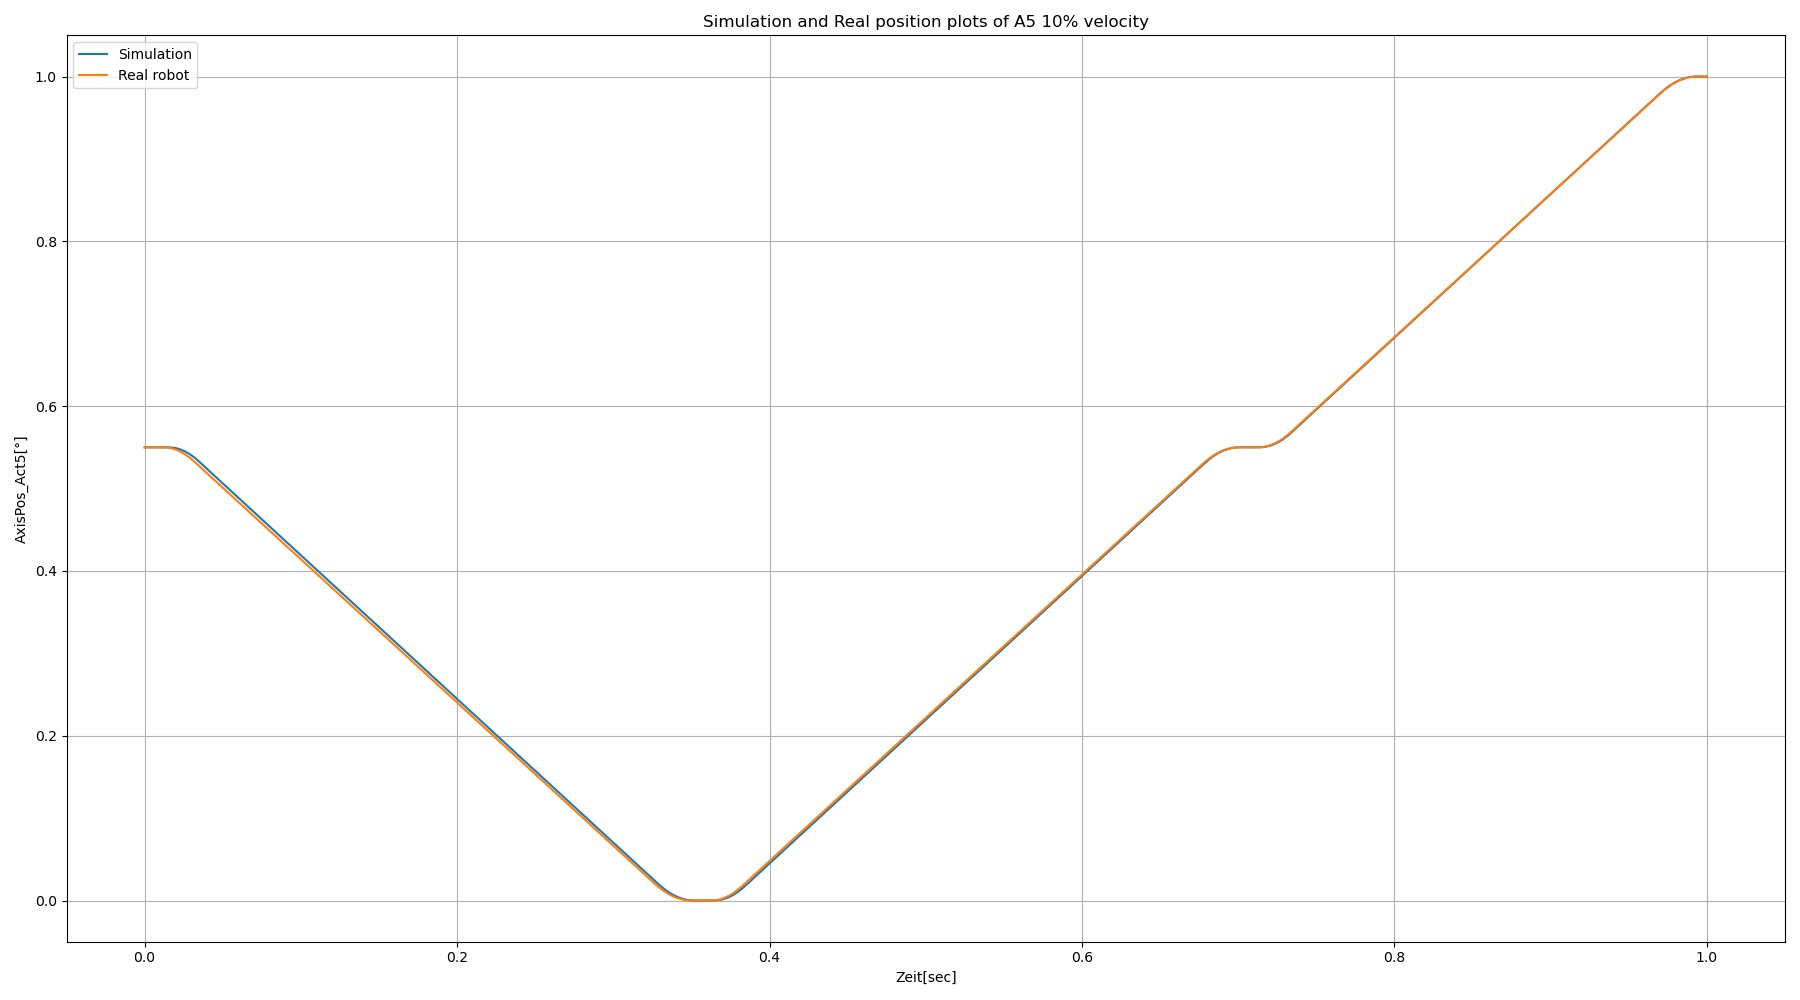 Simulation and Real position plots of A5 10% velocity
Simulation
Real robot
1.0
0.8
0.6
0.4
0.2
0.0
AxisPos_Act5[°]
0.0 0.2 0.4 0.6 0.8 1.0
Zeit[sec]